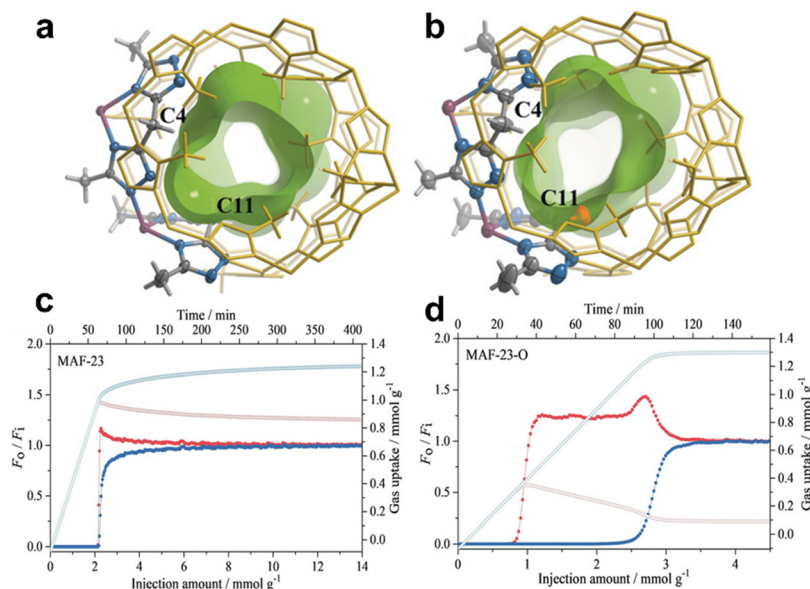 a
b
C4
C4
C11
C11
c
Time / min
0 50 100 150 200 250 300 350 400
MAF-23
F_O / F_i
2.0
1.5
1.0
0.5
0.0
1.4
1.2
1.0
0.8
0.6
0.4
0.2
0.0
Gas uptake / mmol g⁻¹
0 2 4 6 8 10 12 14
Injection amount / mmol g⁻¹
d
Time / min
0 20 40 60 80 100 120 140
MAF-23-O
F_O / F_i
2.0
1.5
1.0
0.5
0.0
1.4
1.2
1.0
0.8
0.6
0.4
0.2
0.0
Gas uptake / mmol g⁻¹
0 1 2 3 4
Injection amount / mmol g⁻¹